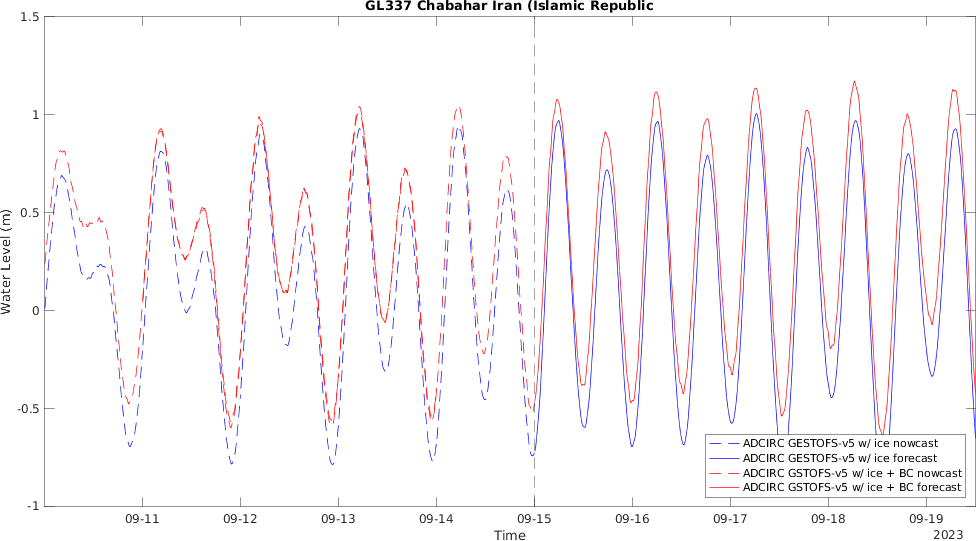 GL337 Chabahar Iran (Islamic Republic
1.5
1
0.5
0
-0.5
-1
Water Level (m)
ADCIRC GESTOFS-v5 w/ ice nowcast
ADCIRC GESTOFS-v5 w/ ice forecast
ADCIRC GSTOFS-v5 w/ ice + BC nowcast
ADCIRC GSTOFS-v5 w/ ice + BC forecast
09-11 09-12 09-13 09-14 09-15 09-16 09-17 09-18 09-19
Time
2023